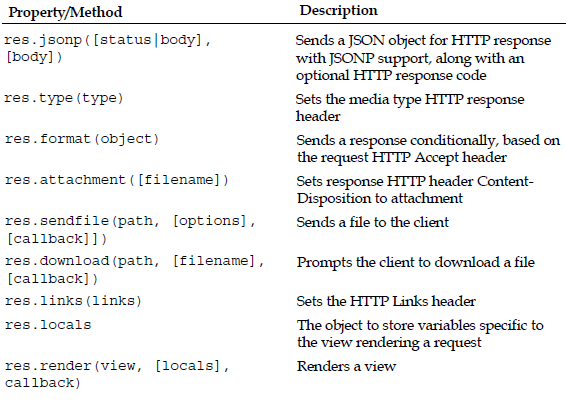 Property/Method Description
res.jsonp([status|body], Sends a JSON object for HTTP response
[body]) with JSONP support, along with an
optional HTTP response code
res.type(type) Sets the media type HTTP response
header
res.format(object) Sends a response conditionally, based on
the request HTTP Accept header
res.attachment([filename]) Sets response HTTP header Content-
Disposition to attachment
res.sendfile(path, [options], Sends a file to the client
[callback]])
res.download(path, [filename], Prompts the client to download a file
[callback])
res.links(links) Sets the HTTP Links header
res.locals The object to store variables specific to
the view rendering a request
res.render(view, [locals], Renders a view
callback)